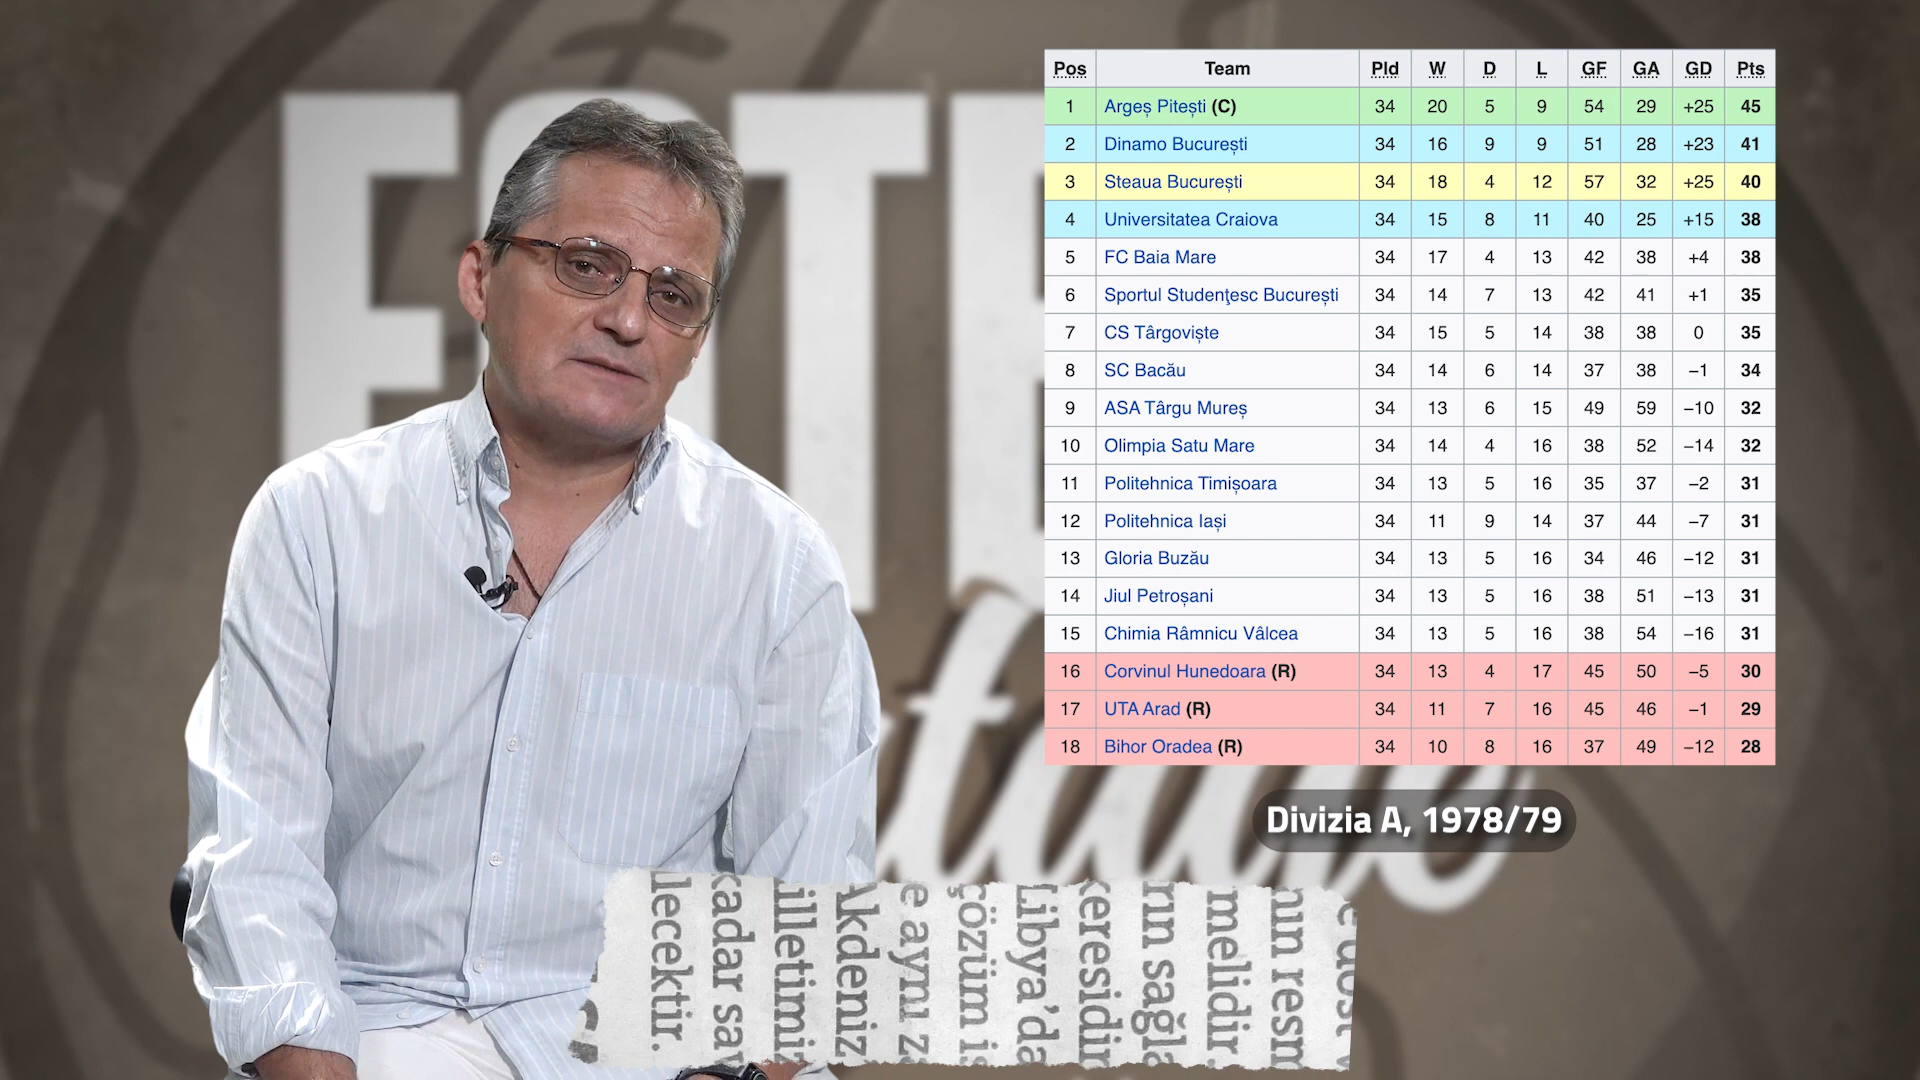 Pos Team Pld W D L GF GA GD Pts
1 Argeș Pitești (C) 34 20 5 9 54 29 +25 45
2 Dinamo București 34 16 9 9 51 28 +23 41
3 Steaua București 34 18 4 12 57 32 +25 40
4 Universitatea Craiova 34 15 8 11 40 25 +15 38
5 FC Baia Mare 34 17 4 13 42 38 +4 38
6 Sportul Studenţesc București 34 14 7 13 42 41 +1 35
7 CS Târgoviște 34 15 5 14 38 38 0 35
8 SC Bacău 34 14 6 14 37 38 −1 34
9 ASA Târgu Mureș 34 13 6 15 49 59 −10 32
10 Olimpia Satu Mare 34 14 4 16 38 52 −14 32
11 Politehnica Timișoara 34 13 5 16 35 37 −2 31
12 Politehnica Iași 34 11 9 14 37 44 −7 31
13 Gloria Buzău 34 13 5 16 34 46 −12 31
14 Jiul Petroșani 34 13 5 16 38 51 −13 31
15 Chimia Râmnicu Vâlcea 34 13 5 16 38 54 −16 31
16 Corvinul Hunedoara (R) 34 13 4 17 45 50 −5 30
17 UTA Arad (R) 34 11 7 16 45 46 −1 29
18 Bihor Oradea (R) 34 10 8 16 37 49 −12 28
Divizia A, 1978/79
melidir.
rın sağla
keresidir
Libya'da
çözüm is
e aynı za
Akdeniz
illetimiz
kadar sav
lecektir.